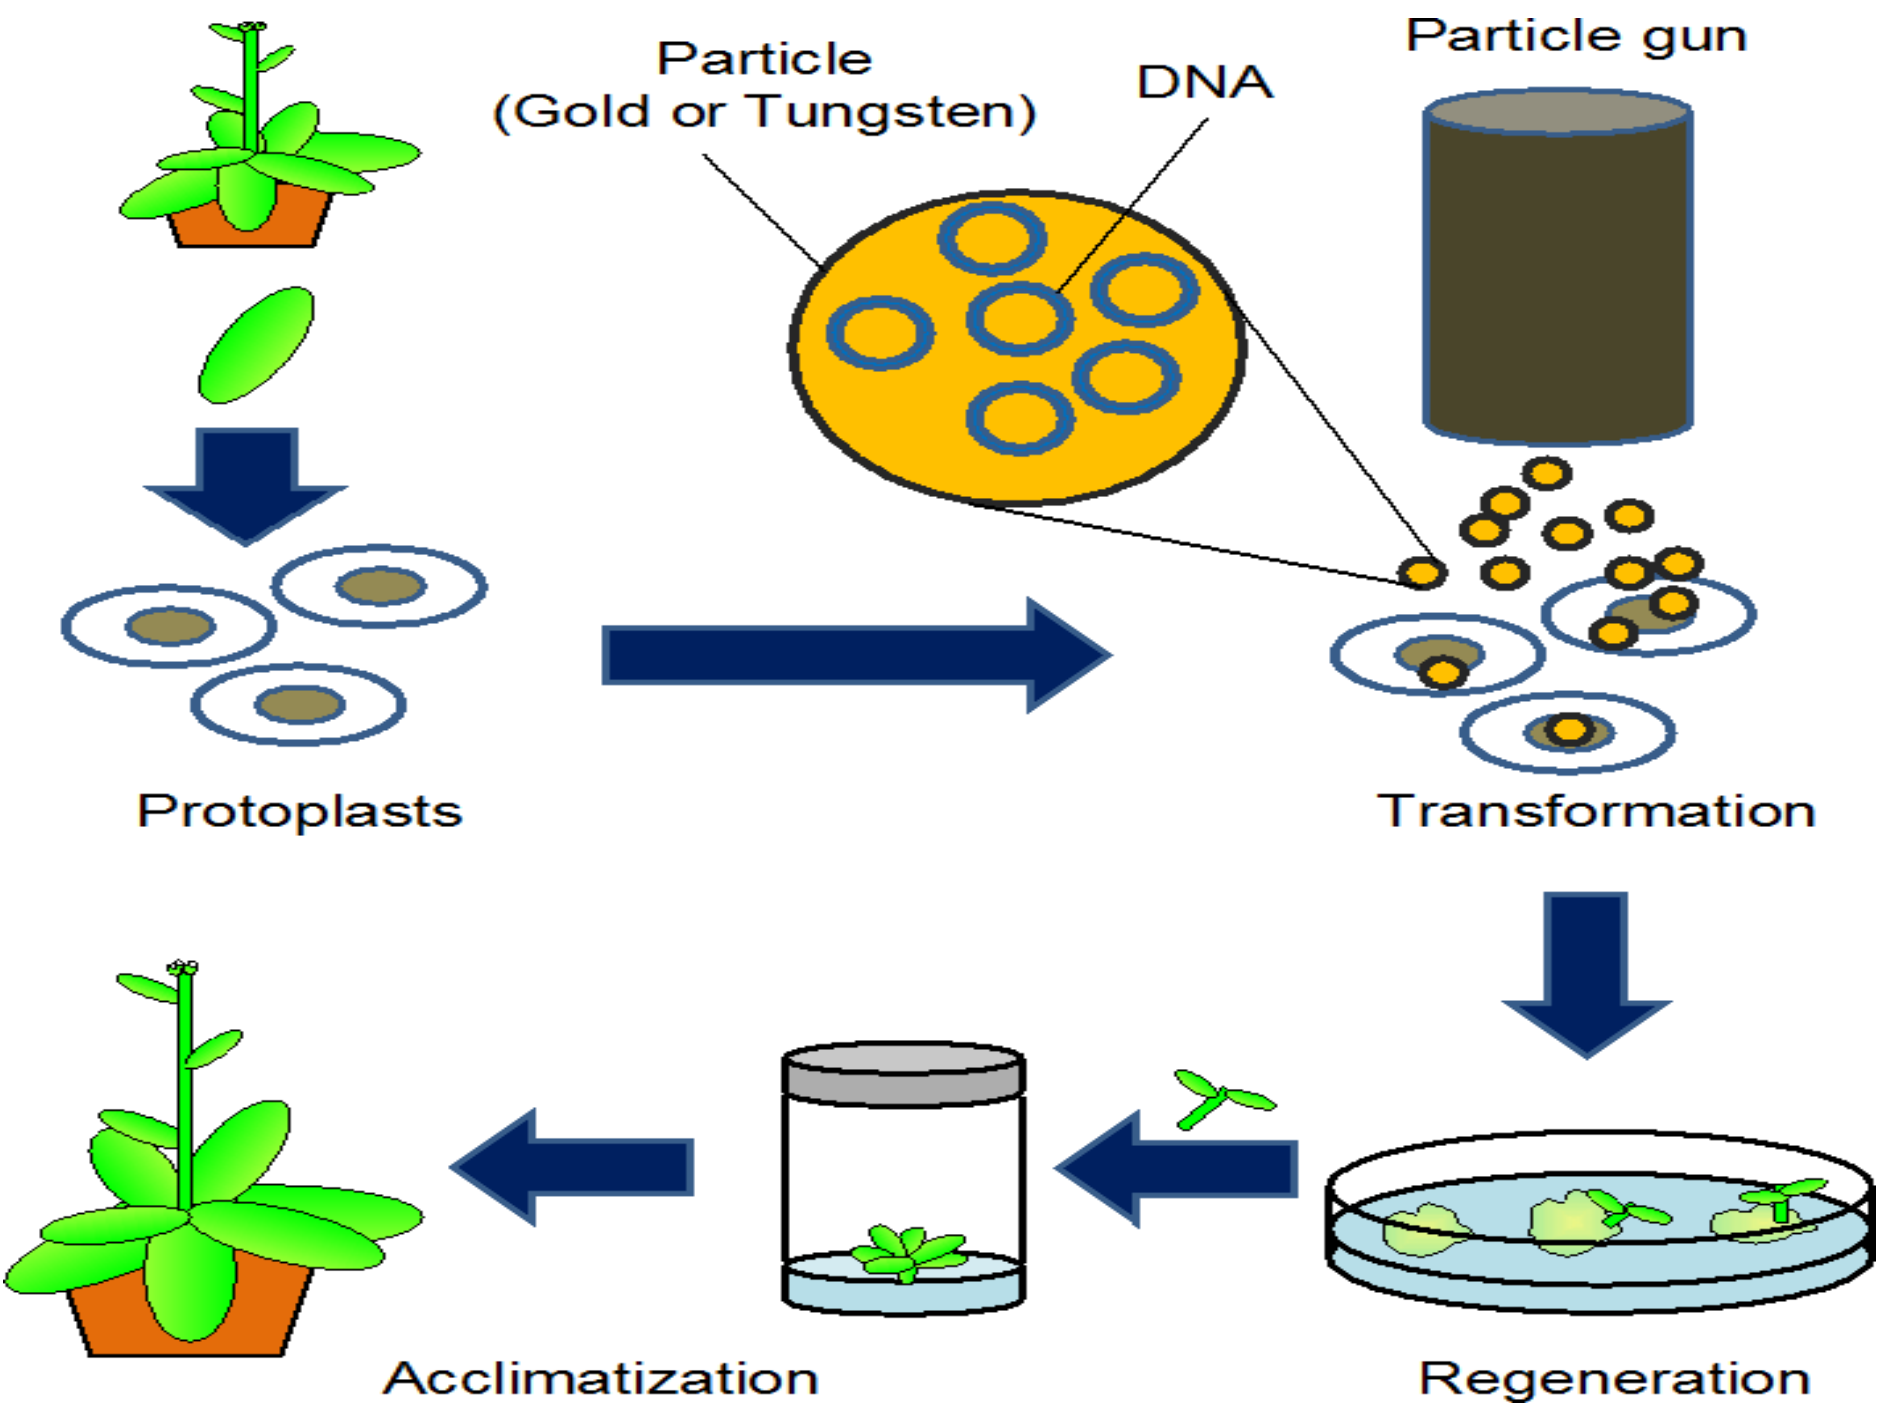 Particle
(Gold or Tungsten)
DNA
Particle gun
Protoplasts
Transformation
Acclimatization
Regeneration